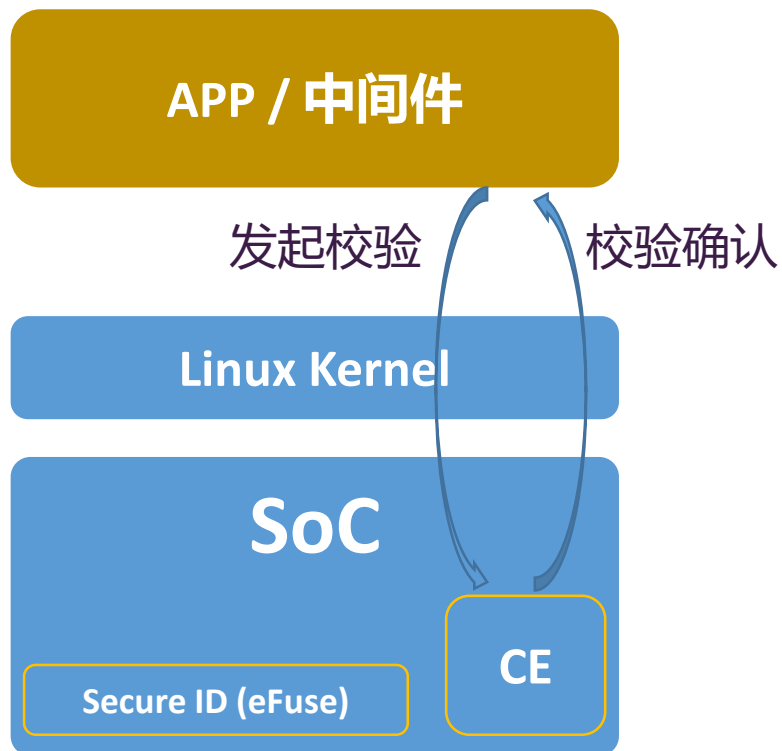 APP / 中间件
发起校验
校验确认
Linux Kernel
SoC
CE
Secure ID (eFuse)